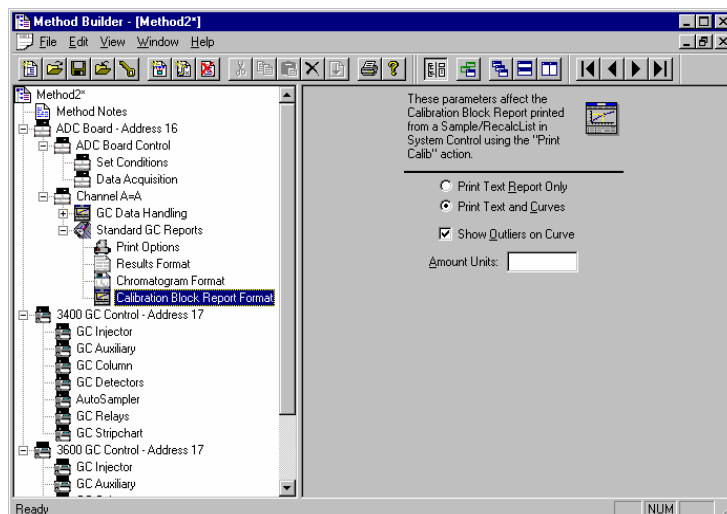 Method Builder - [Method2*]
File Edit View Window Help
Method2*
Method Notes
ADC Board - Address 16
ADC Board Control
Set Conditions
Data Acquisition
Channel A=A
GC Data Handling
Standard GC Reports
Print Options
Results Format
Chromatogram Format
Calibration Block Report Format
3400 GC Control - Address 17
GC Injector
GC Auxiliary
GC Column
GC Detectors
AutoSampler
GC Relays
GC Stripchart
3600 GC Control - Address 17
GC Injector
GC Auxiliary
These parameters affect the
Calibration Block Report printed
from a Sample/RecalcList in
System Control using the "Print
Calib" action.
Print Text Report Only
Print Text and Curves
Show Outliers on Curve
Amount Units:
Ready
NUM